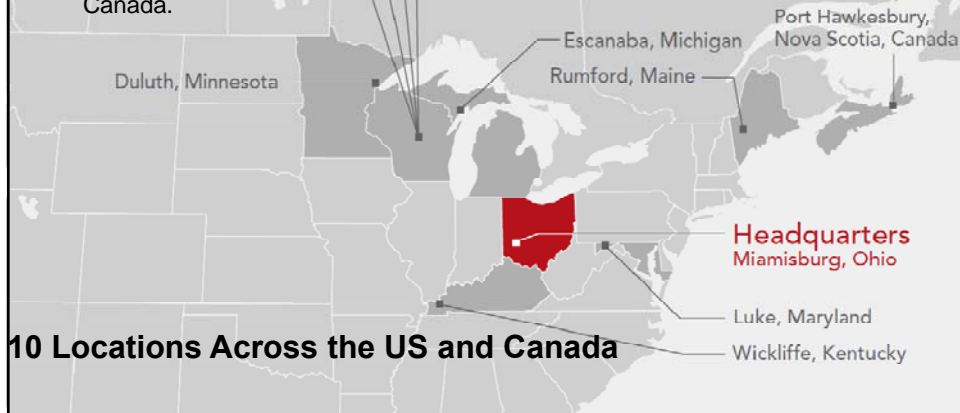 Canada.
Port Hawkesbury,
Nova Scotia, Canada
Escanaba, Michigan
Rumford, Maine
Duluth, Minnesota
Headquarters
Miamisburg, Ohio
Luke, Maryland
10 Locations Across the US and Canada
Wickliffe, Kentucky